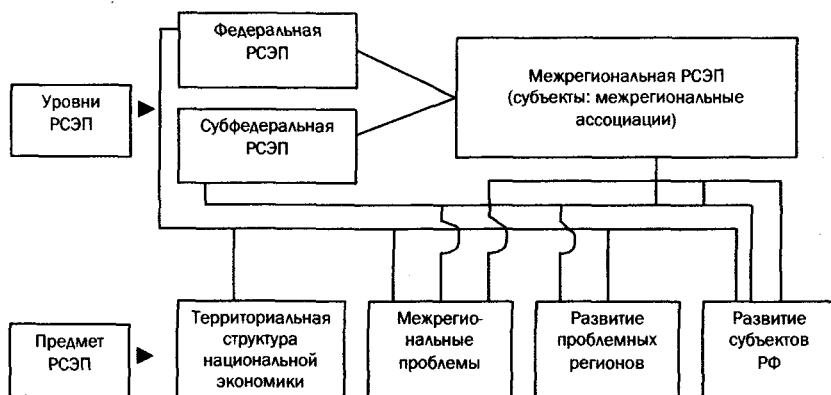 Федеральная
РСЭП
Межрегиональная РСЭП
(субъекты: межрегиональные
ассоциации)
Уровни
РСЭП
Субфедеральная
РСЭП
Предмет
РСЭП
Территориальная
структура
национальной
экономики
Межрегио-
нальные
проблемы
Развитие
проблемных
регионов
Развитие
субъектов
РФ